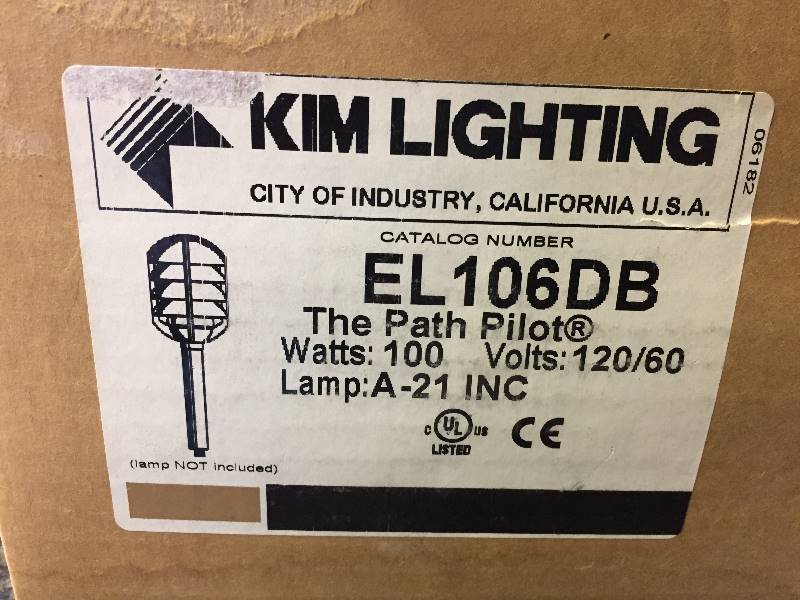 KIM LIGHTING
CITY OF INDUSTRY, CALIFORNIA U.S.A.
06182
CATALOG NUMBER
EL106DB
The Path Pilot®
Watts: 100 Volts: 120/60
Lamp: A-21 INC
C UL US
LISTED
CE
(lamp NOT included)